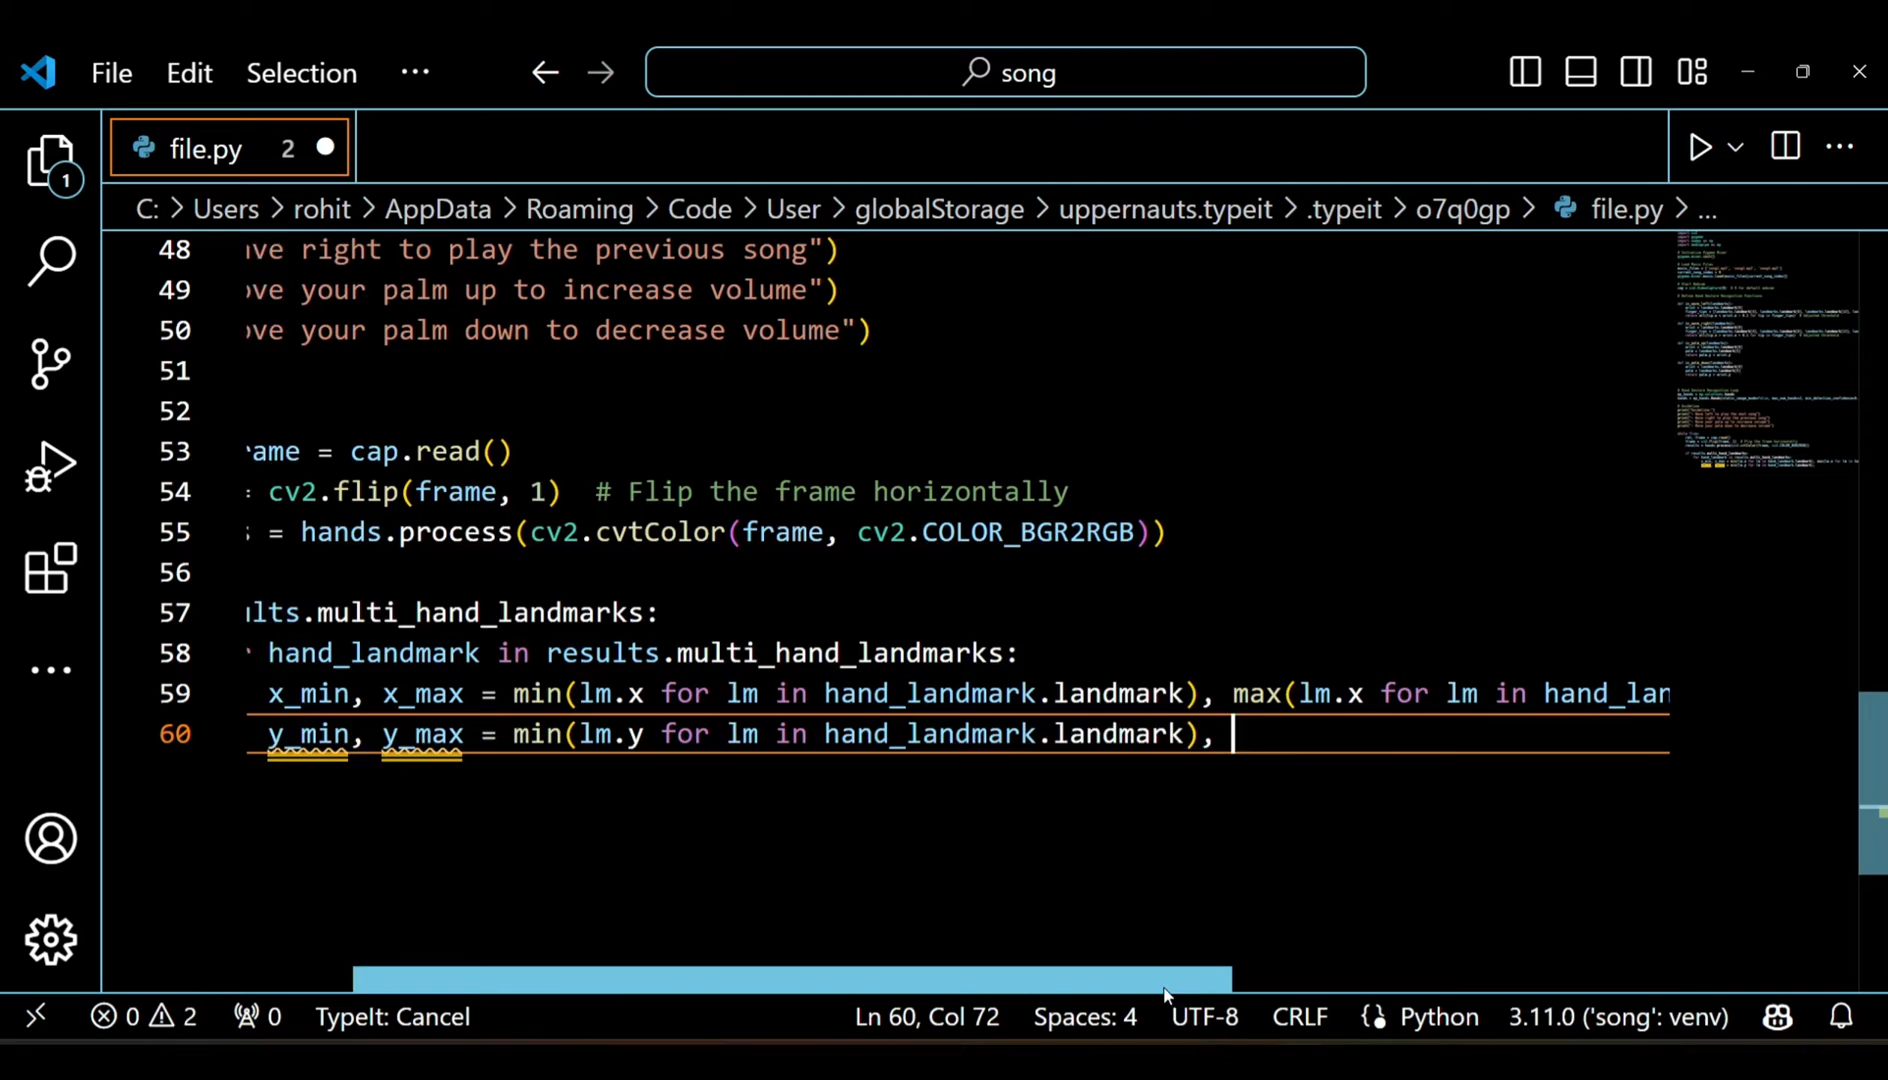 File Edit Selection ··· song
file.py 2
1
C: > Users > rohit > AppData > Roaming > Code > User > globalStorage > uppernauts.typeit > .typeit > o7q0gp > file.py > ...
48 ve right to play the previous song")
49 ve your palm up to increase volume")
50 ve your palm down to decrease volume")
51
52
53 ame = cap.read()
54 = cv2.flip(frame, 1)  # Flip the frame horizontally
55 s = hands.process(cv2.cvtColor(frame, cv2.COLOR_BGR2RGB))
56
57 lts.multi_hand_landmarks:
58 hand_landmark in results.multi_hand_landmarks:
59 x_min, x_max = min(lm.x for lm in hand_landmark.landmark), max(lm.x for lm in hand_lan
60 y_min, y_max = min(lm.y for lm in hand_landmark.landmark),
0 2 0 TypeIt: Cancel Ln 60, Col 72 Spaces: 4 UTF-8 CRLF Python 3.11.0 ('song': venv)